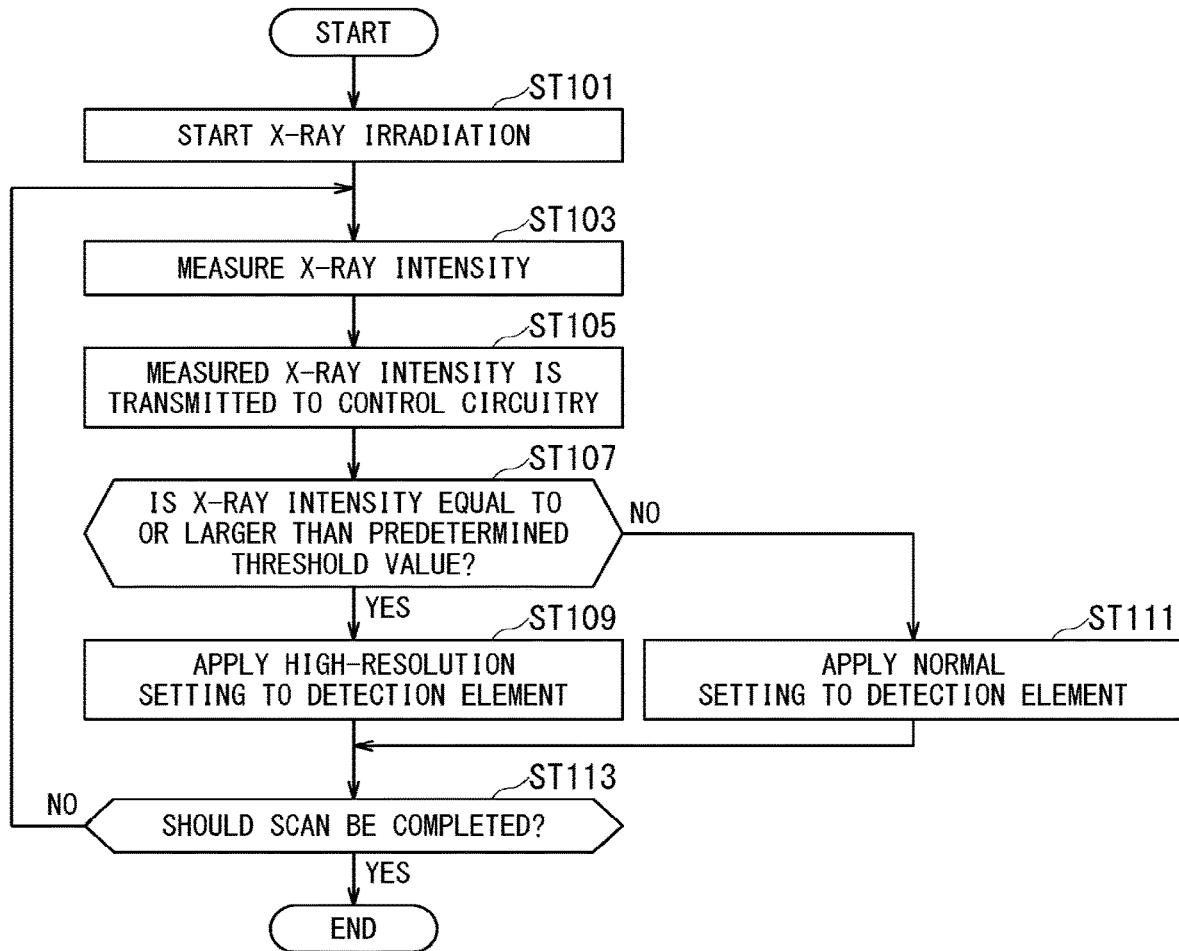 START
ST101
START X-RAY IRRADIATION
ST103
MEASURE X-RAY INTENSITY
ST105
MEASURED X-RAY INTENSITY IS
TRANSMITTED TO CONTROL CIRCUITRY
ST107
IS X-RAY INTENSITY EQUAL TO
OR LARGER THAN PREDETERMINED
THRESHOLD VALUE?
NO
YES
ST109
APPLY HIGH-RESOLUTION
SETTING TO DETECTION ELEMENT
ST111
APPLY NORMAL
SETTING TO DETECTION ELEMENT
ST113
NO
SHOULD SCAN BE COMPLETED?
YES
END